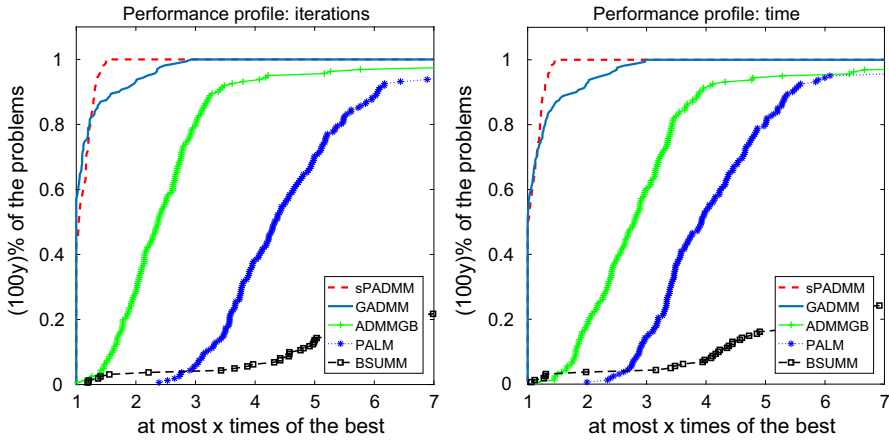 Performance profile: iterations
(100y)% of the problems
1
0.8
0.6
0.4
0.2
0
sPADMM
GADMM
ADMMGB
PALM
BSUMM
1 2 3 4 5 6 7
at most x times of the best
Performance profile: time
(100y)% of the problems
1
0.8
0.6
0.4
0.2
0
sPADMM
GADMM
ADMMGB
PALM
BSUMM
1 2 3 4 5 6 7
at most x times of the best